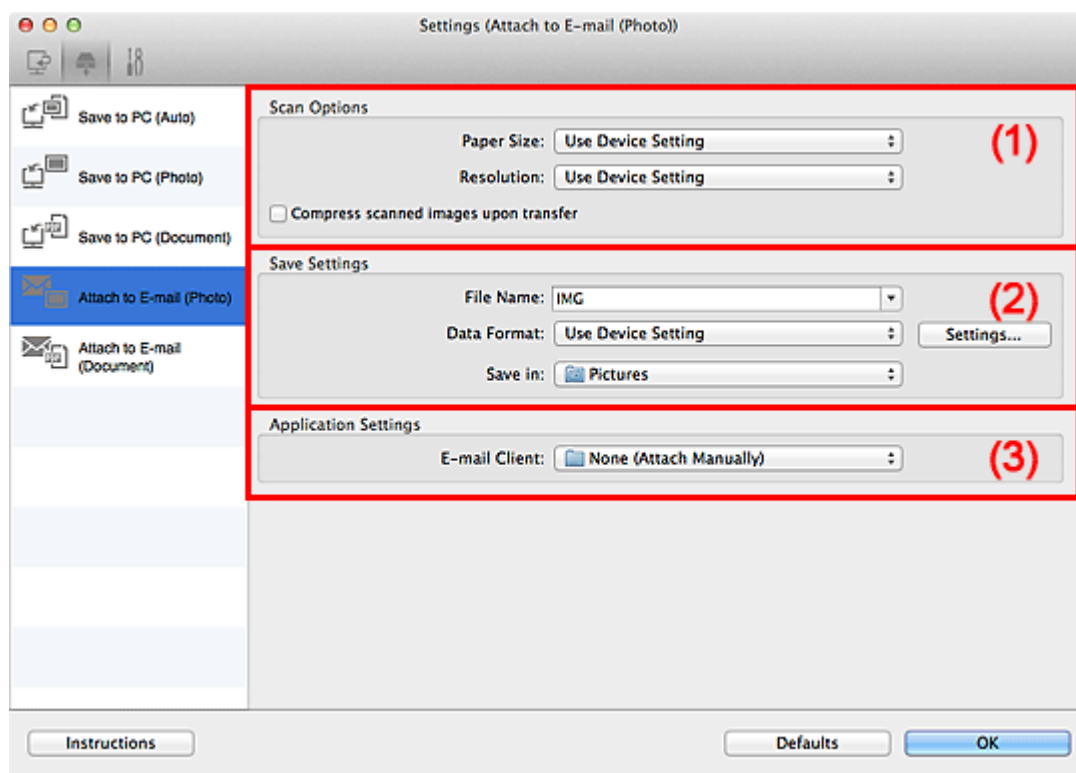 Settings (Attach to E-mail (Photo))
Save to PC (Auto)
Save to PC (Photo)
Save to PC (Document)
Attach to E-mail (Photo)
Attach to E-mail
(Document)
Scan Options
(1)
Paper Size: Use Device Setting
Resolution: Use Device Setting
Compress scanned images upon transfer
Save Settings
(2)
File Name: IMG
Data Format: Use Device Setting Settings...
Save in: Pictures
Application Settings
(3)
E-mail Client: None (Attach Manually)
Instructions Defaults OK